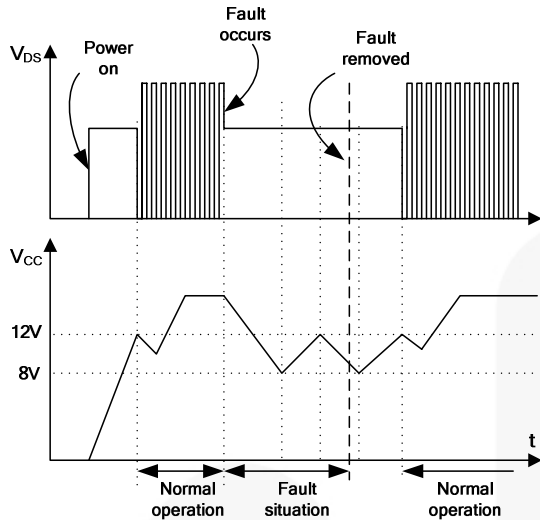 Fault
occurs
Power
on
Fault
removed
VDS
VCC
12V
8V
t
Normal
operation
Fault
situation
Normal
operation